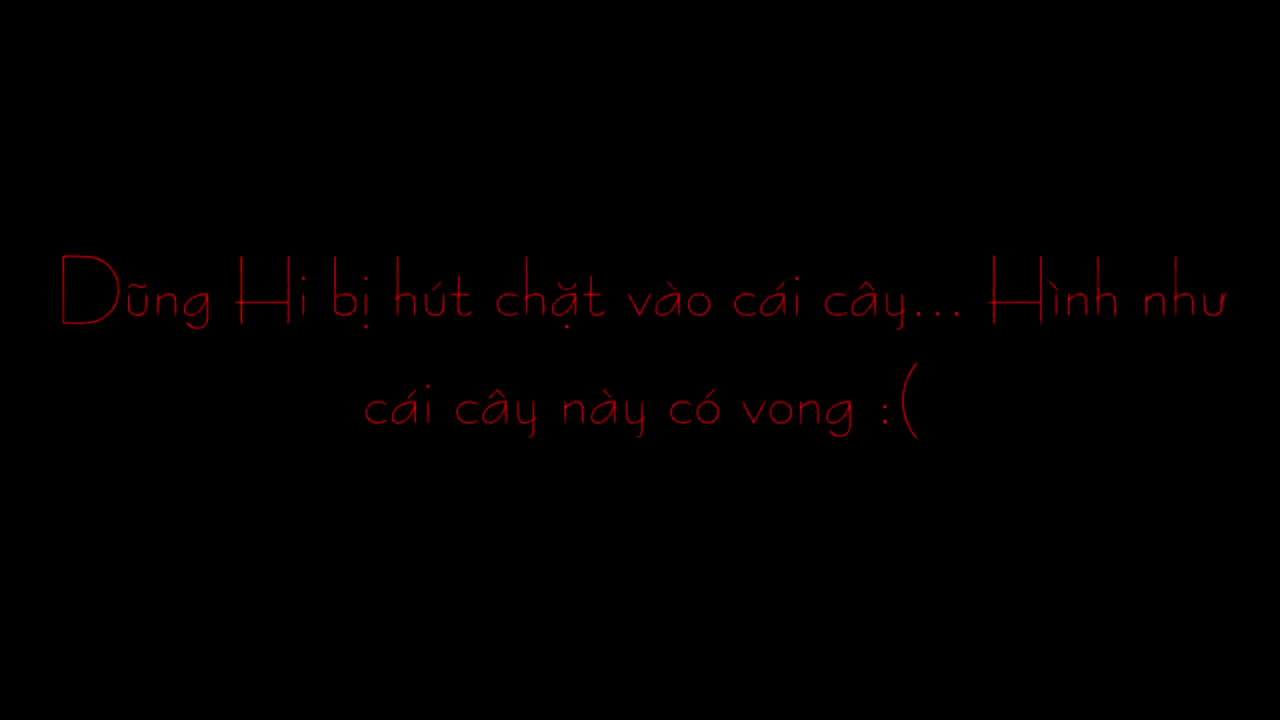 Dũng Hi bị hút chặt vào cái cây... Hình như
cái cây này có vong :(